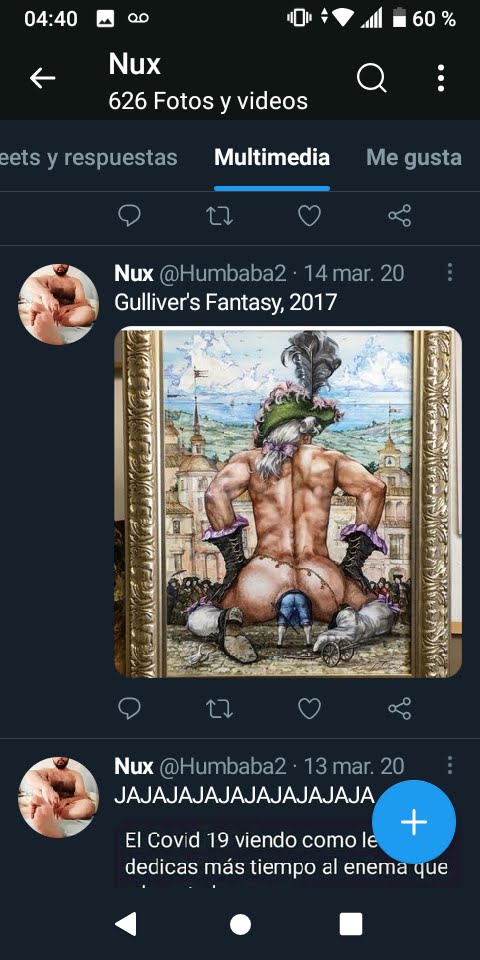 04:40
60 %
Nux
626 Fotos y videos
eets y respuestas
Multimedia
Me gusta
Nux @Humbaba2 · 14 mar. 20
Gulliver's Fantasy, 2017
Nux @Humbaba2 · 13 mar. 20
JAJAJAJAJAJAJAJAJAJA
El Covid 19 viendo como le
dedicas más tiempo al enema que